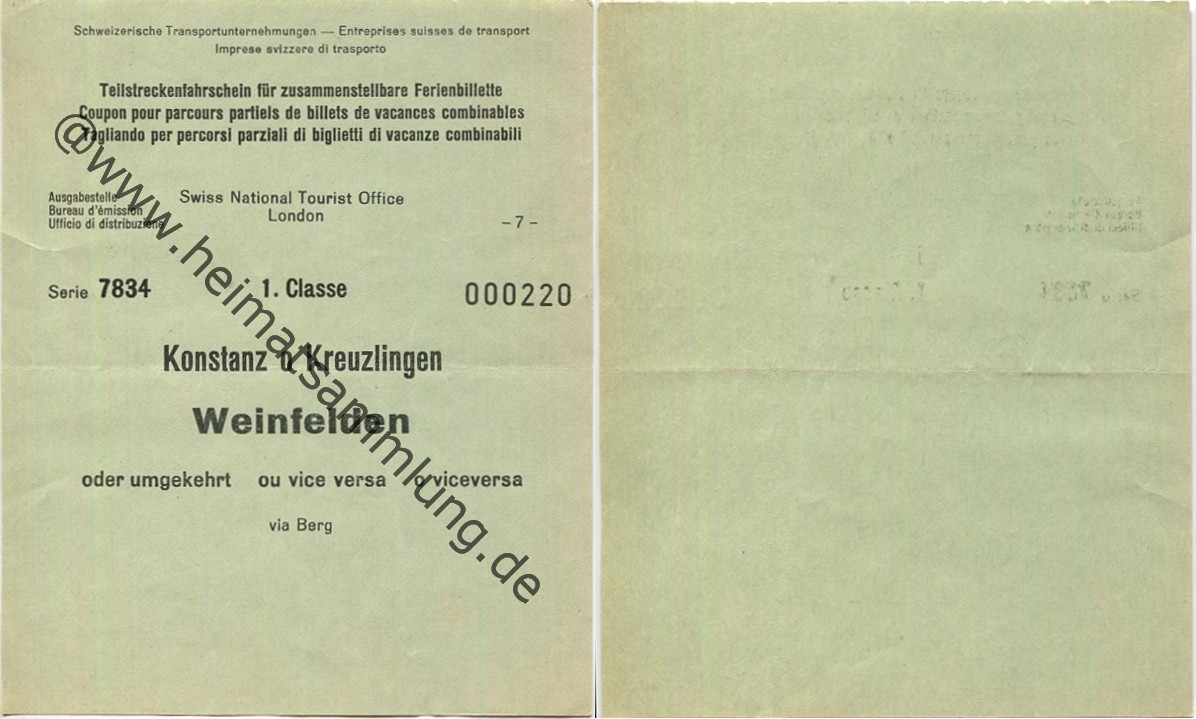 Schweizerische Transportunternehmungen — Entreprises suisses de transport
Imprese svizzere di trasporto
Teilstreckenfahrschein für zusammenstellbare Ferienbillette
Coupon pour parcours partiels de billets de vacances combinables
Tagliando per percorsi parziali di biglietti di vacanze combinabili
Ausgabestelle
Bureau d'émission
Ufficio di distribuzione
Swiss National Tourist Office
London
– 7 –
Serie 7834 1. Classe 000220
Konstanz o Kreuzlingen
Weinfelden
oder umgekehrt ou vice versa o viceversa
via Berg
@www.heimatsammlung.de